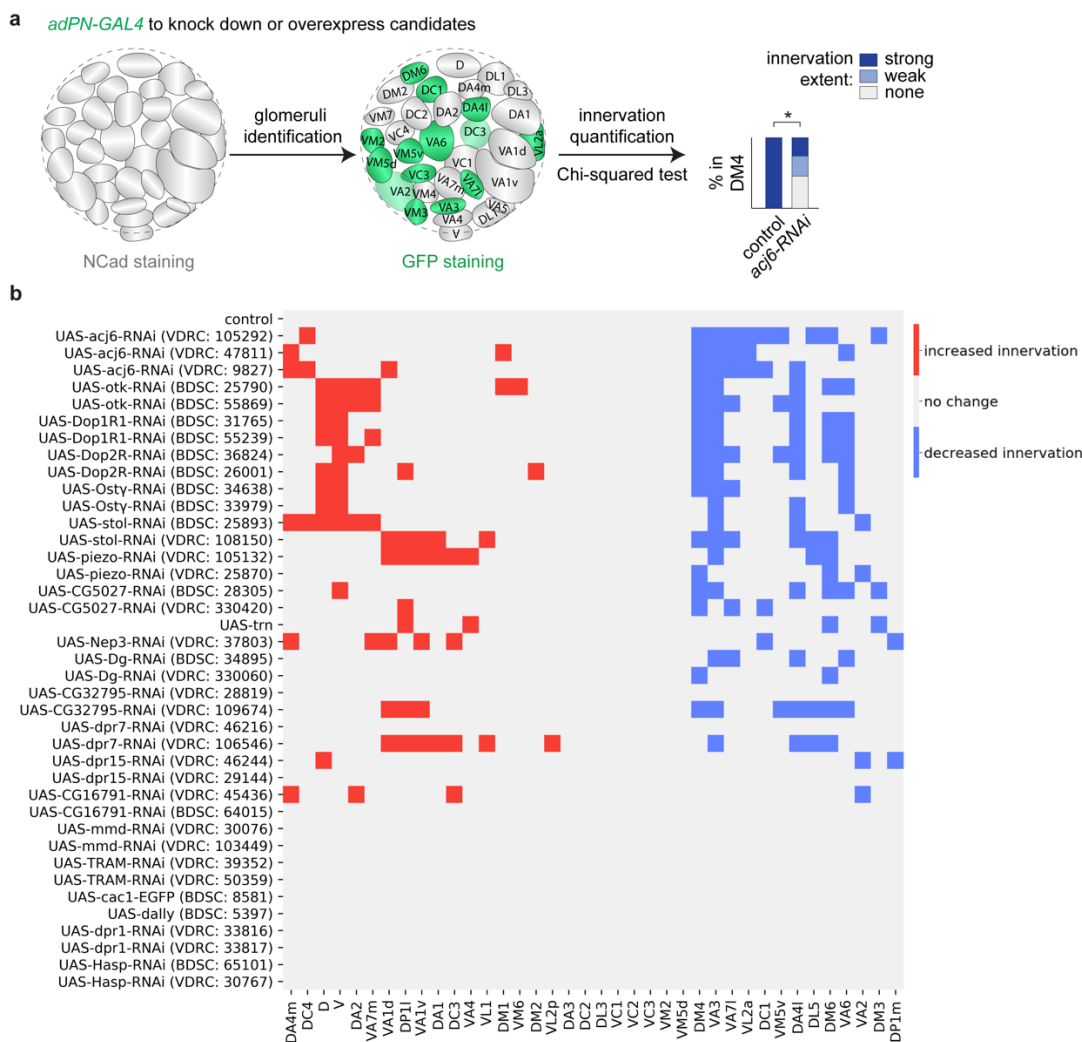 a
adPN-GAL4 to knock down or overexpress candidates
glomeruli
identification
innervation
quantification
Chi-squared test
innervation
extent:
strong
weak
none
*
% in
DM4
control
acj6-RNAi
NCad staining
GFP staining
D
DM6
DL1
DM2
DC1
DA4m
DL3
VM7
DC2
DA2
DA4l
DA1
VC4
DC3
VM2
VA6
VL2a
VM5d
VM5v
VA1d
VC1
VC3
VA2
VM4
VA7m
VA7l
VA1v
VM3
VA3
VA5
VA4
V
b
control
UAS-acj6-RNAi (VDRC: 105292)
UAS-acj6-RNAi (VDRC: 47811)
UAS-acj6-RNAi (VDRC: 9827)
UAS-otk-RNAi (BDSC: 25790)
UAS-otk-RNAi (BDSC: 55869)
UAS-Dop1R1-RNAi (BDSC: 31765)
UAS-Dop1R1-RNAi (BDSC: 55239)
UAS-Dop2R-RNAi (BDSC: 36824)
UAS-Dop2R-RNAi (BDSC: 26001)
UAS-Ostγ-RNAi (BDSC: 34638)
UAS-Ostγ-RNAi (BDSC: 33979)
UAS-stol-RNAi (BDSC: 25893)
UAS-stol-RNAi (VDRC: 108150)
UAS-piezo-RNAi (VDRC: 105132)
UAS-piezo-RNAi (VDRC: 25870)
UAS-CG5027-RNAi (BDSC: 28305)
UAS-CG5027-RNAi (VDRC: 330420)
UAS-trn
UAS-Nep3-RNAi (VDRC: 37803)
UAS-Dg-RNAi (BDSC: 34895)
UAS-Dg-RNAi (VDRC: 330060)
UAS-CG32795-RNAi (VDRC: 28819)
UAS-CG32795-RNAi (VDRC: 109674)
UAS-dpr7-RNAi (VDRC: 46216)
UAS-dpr7-RNAi (VDRC: 106546)
UAS-dpr15-RNAi (VDRC: 46244)
UAS-dpr15-RNAi (VDRC: 29144)
UAS-CG16791-RNAi (VDRC: 45436)
UAS-CG16791-RNAi (BDSC: 64015)
UAS-mmd-RNAi (VDRC: 30076)
UAS-mmd-RNAi (VDRC: 103449)
UAS-TRAM-RNAi (VDRC: 39352)
UAS-TRAM-RNAi (VDRC: 50359)
UAS-cac1-EGFP (BDSC: 8581)
UAS-dally (BDSC: 5397)
UAS-dpr1-RNAi (VDRC: 33816)
UAS-dpr1-RNAi (VDRC: 33817)
UAS-Hasp-RNAi (BDSC: 65101)
UAS-Hasp-RNAi (VDRC: 30767)
increased innervation
no change
decreased innervation
DA4m
DC4
D
V
DA2
VA7m
VA1d
DP1l
VA1v
DA1
DC3
VA4
VL1
DM1
VM6
DM2
VL2p
DA3
DC2
DL3
VC1
VC2
VC3
VM2
VM5d
DM4
VA3
VA7l
VL2a
DC1
VM5v
DA4l
DL5
DM6
VA6
VA2
DM3
DP1m